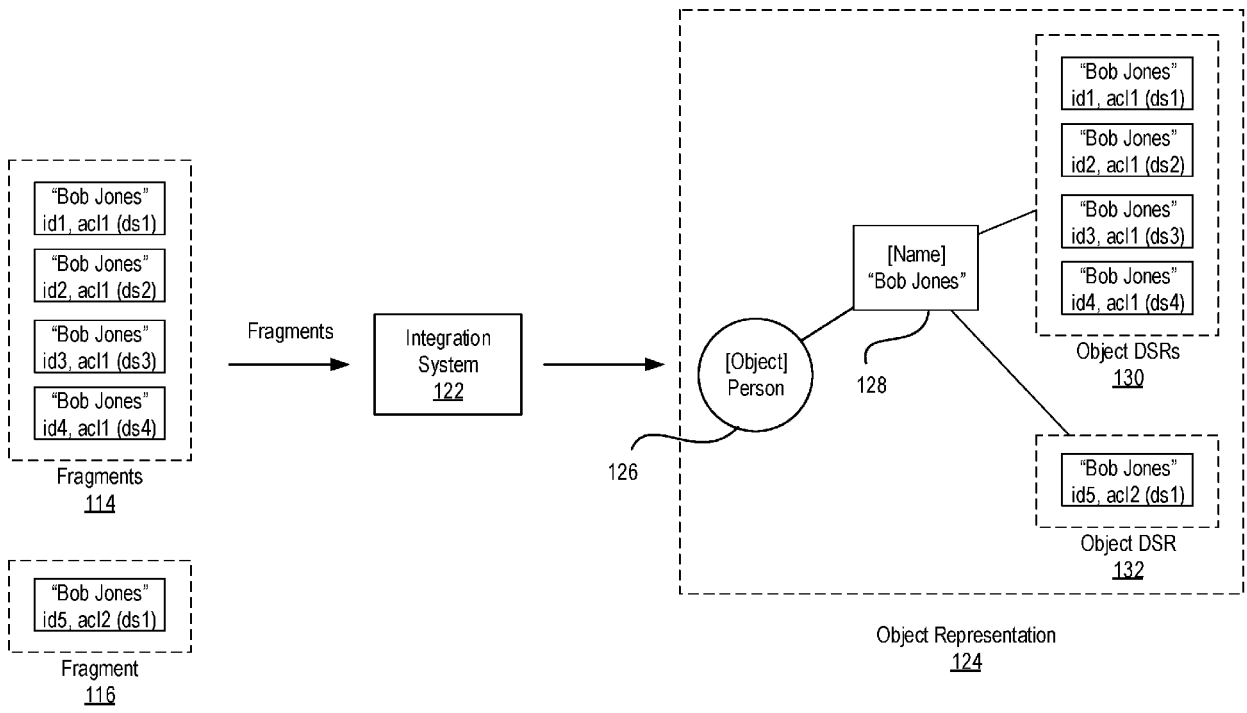 “Bob Jones”
id1, acl1 (ds1)
“Bob Jones”
id2, acl1 (ds2)
“Bob Jones”
id3, acl1 (ds3)
“Bob Jones”
id4, acl1 (ds4)
Fragments
114
“Bob Jones”
id5, acl2 (ds1)
Fragment
116
Fragments
Integration
System
122
[Object]
Person
126
[Name]
“Bob Jones”
128
“Bob Jones”
id1, acl1 (ds1)
“Bob Jones”
id2, acl1 (ds2)
“Bob Jones”
id3, acl1 (ds3)
“Bob Jones”
id4, acl1 (ds4)
Object DSRs
130
“Bob Jones”
id5, acl2 (ds1)
Object DSR
132
Object Representation
124